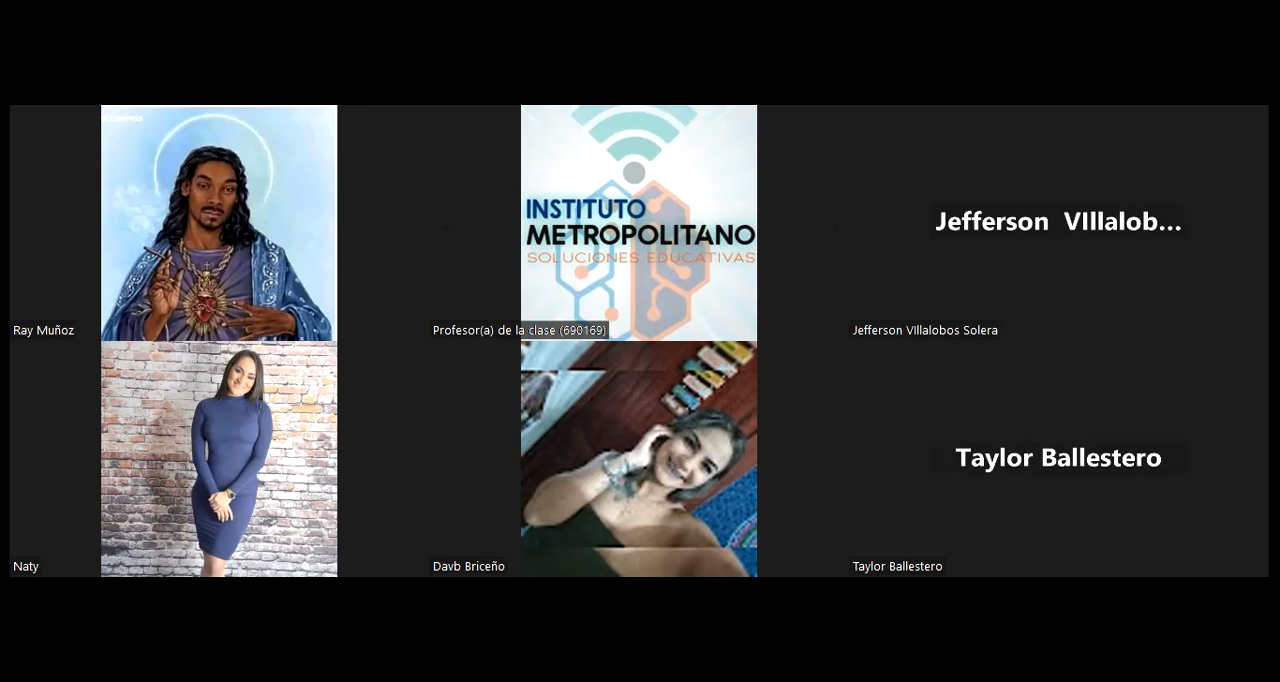 Ray Muñoz
INSTITUTO
METROPOLITANO
SOLUCIONES EDUCATIVAS
Profesor(a) de la clase (690169)
Jefferson VIllalob...
Jefferson VIllalobos Solera
Naty
Davb Briceño
Taylor Ballestero
Taylor Ballestero